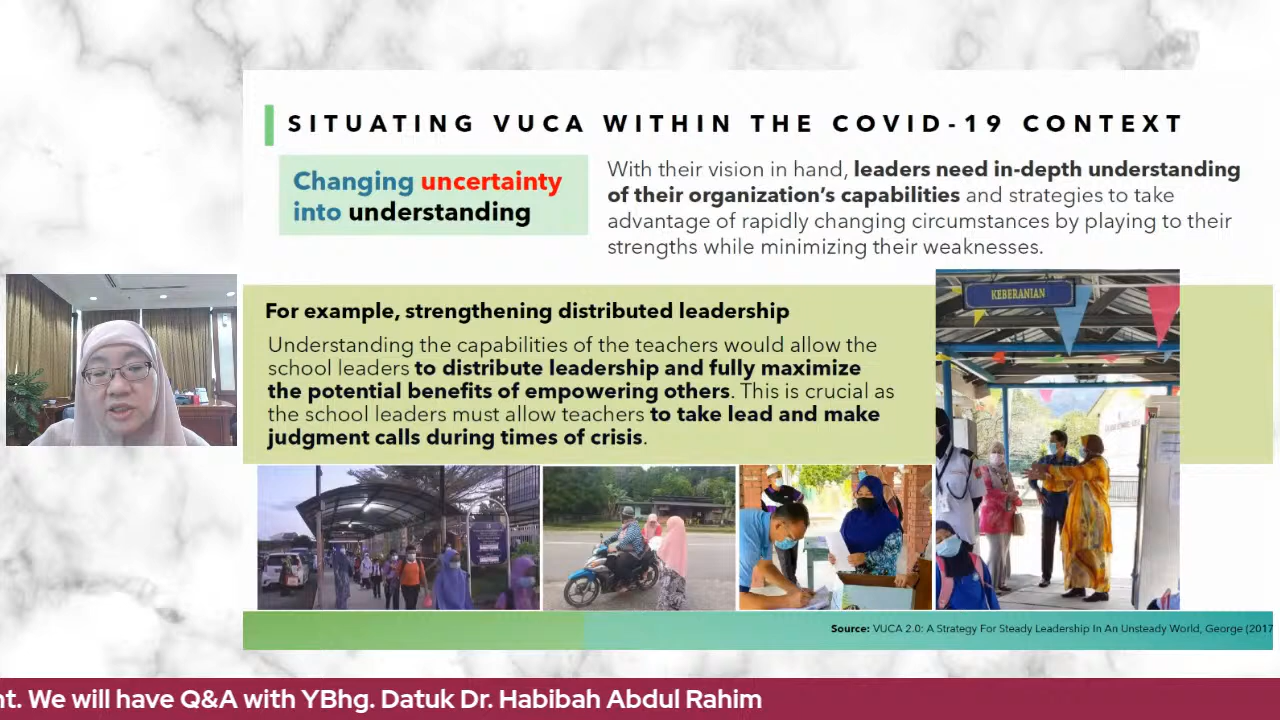 SITUATING VUCA WITHIN THE COVID-19 CONTEXT
Changing uncertainty
into understanding
With their vision in hand, leaders need in-depth understanding
of their organization's capabilities and strategies to take
advantage of rapidly changing circumstances by playing to their
strengths while minimizing their weaknesses.
For example, strengthening distributed leadership
Understanding the capabilities of the teachers would allow the
school leaders to distribute leadership and fully maximize
the potential benefits of empowering others. This is crucial as
the school leaders must allow teachers to take lead and make
judgment calls during times of crisis.
KEBERANIAN
Source: VUCA 2.0: A Strategy For Steady Leadership In An Unsteady World, George (2017
nt. We will have Q&A with YBhg. Datuk Dr. Habibah Abdul Rahim